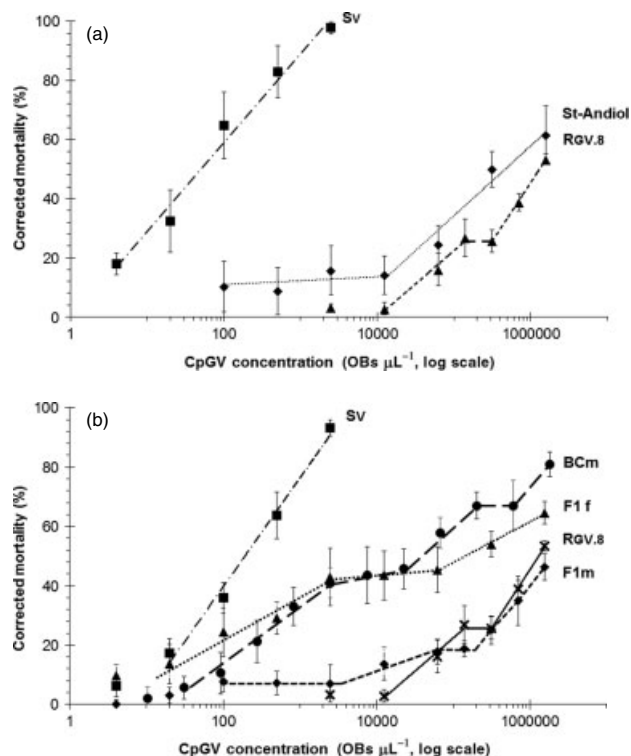 (a)
Sv
St-Andiol
RGV.8
Corrected mortality (%)
100
80
60
40
20
0
1
100
10000
1000000
CpGV concentration (OBs μL⁻¹, log scale)
(b)
Sv
BCm
F1 f
RGV.8
F1m
Corrected mortality (%)
100
80
60
40
20
0
1
100
10000
1000000
CpGV concentration (OBs μL⁻¹, log scale)